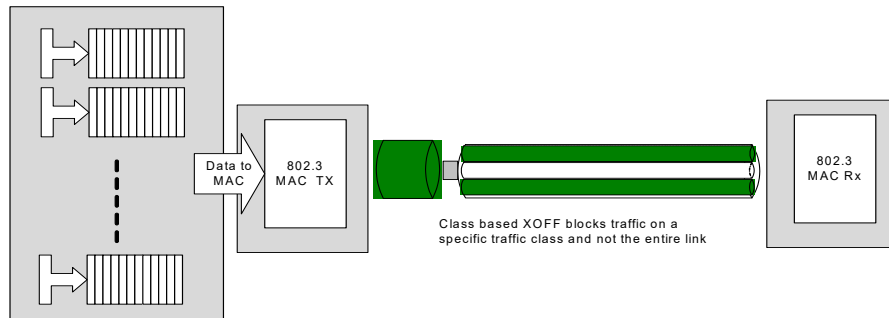 Data to
MAC
802.3
MAC TX
802.3
MAC Rx
Class based XOFF blocks traffic on a
specific traffic class and not the entire link